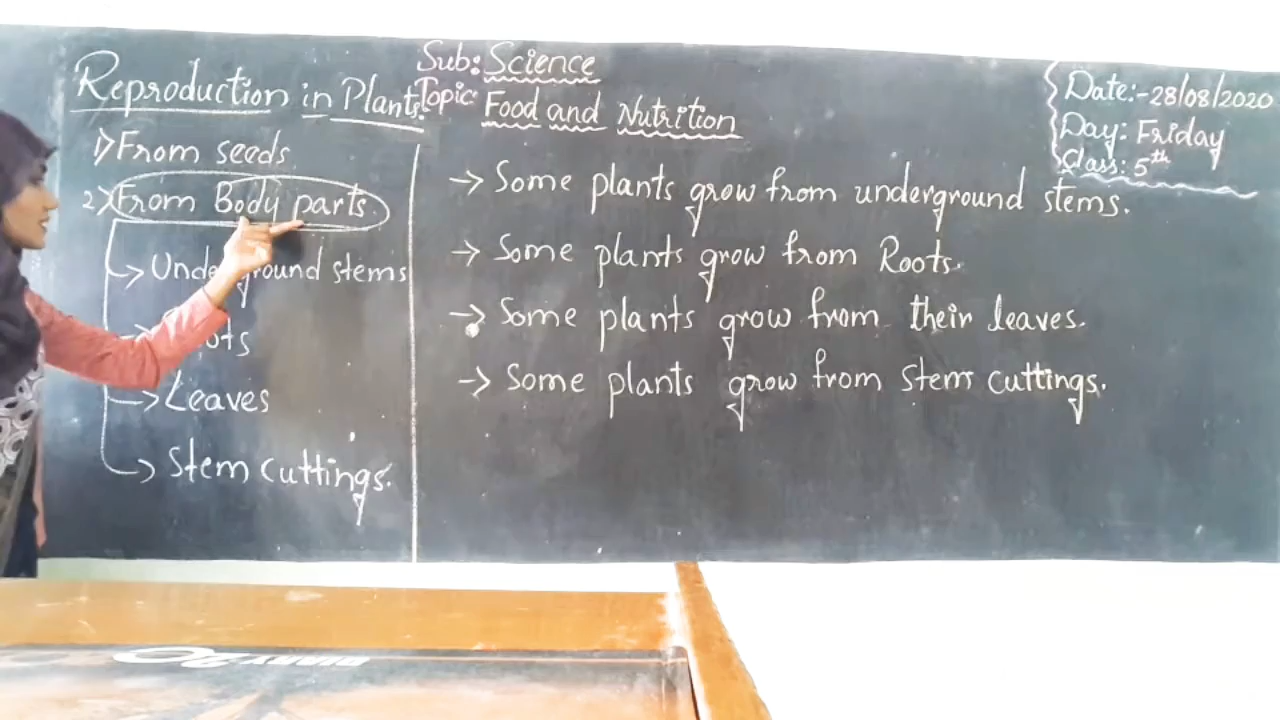 Sub: Science
Topic: Food and Nutrition
Date:- 28/08/2020
Day: Friday
Class: 5th
Reproduction in Plants.
1) From seeds
2) From Body parts.
→ Underground stems
→ Leaves
→ Stem cuttings.
→ Some plants grow from underground stems.
→ Some plants grow from Roots.
→ Some plants grow from their leaves.
→ Some plants grow from stem cuttings.